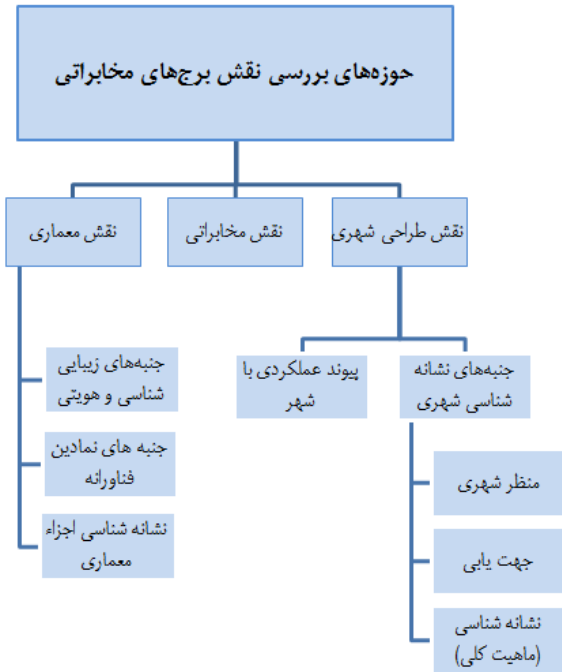 حوزه‌های بررسی نقش برج‌های مخابراتی
نقش طراحی شهری
نقش مخابراتی
نقش معماری
جنبه‌های نشانه
شناسی شهری
پیوند عملکردی با
شهر
منظر شهری
جهت یابی
نشانه شناسی
(ماهیت کلی)
جنبه‌های زیبایی
شناسی و هویتی
جنبه های نمادین
فناورانه
نشانه شناسی اجزاء
معماری